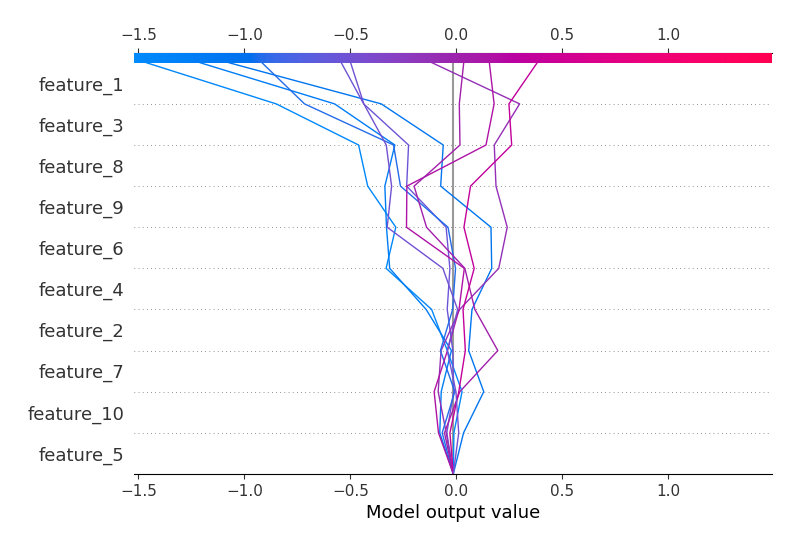 −1.5 −1.0 −0.5 0.0 0.5 1.0
feature_1
feature_3
feature_8
feature_9
feature_6
feature_4
feature_2
feature_7
feature_10
feature_5
−1.5 −1.0 −0.5 0.0 0.5 1.0
Model output value